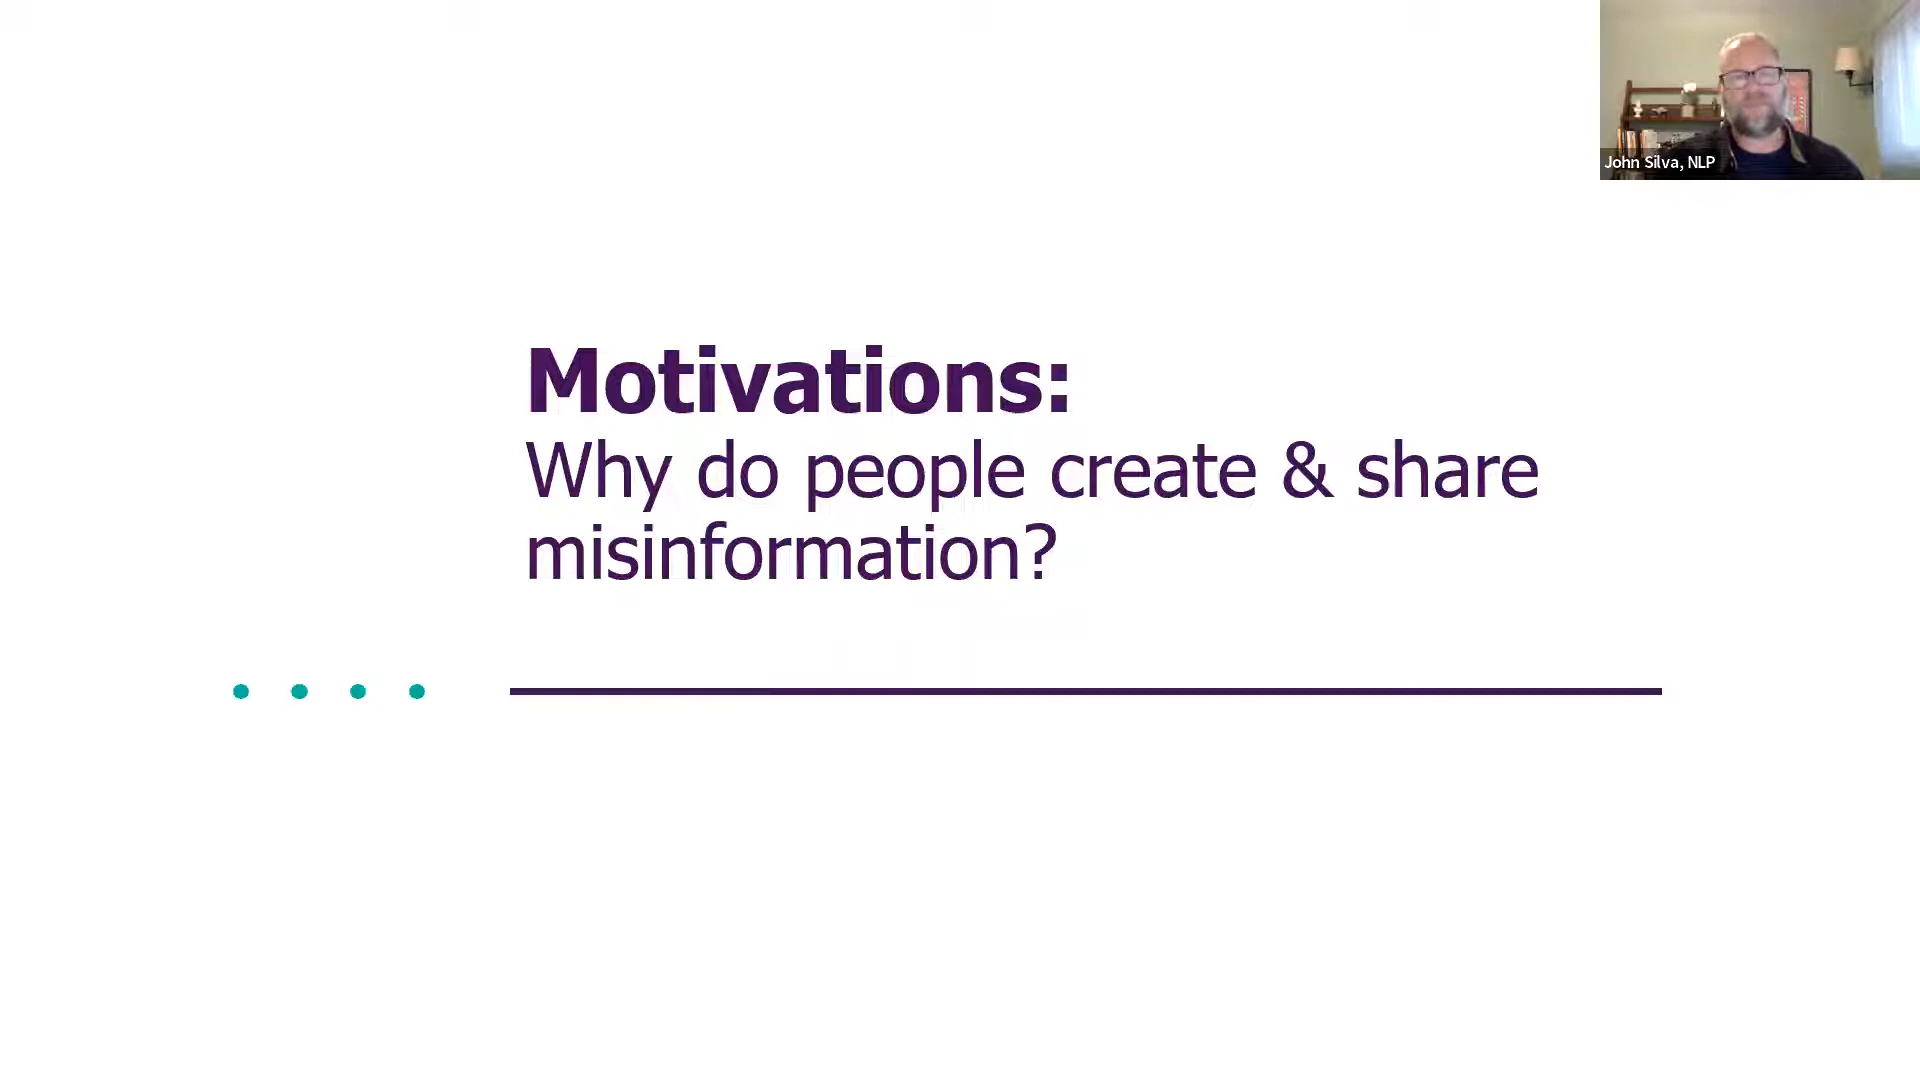 John Silva, NLP
Motivations:
Why do people create & share
misinformation?